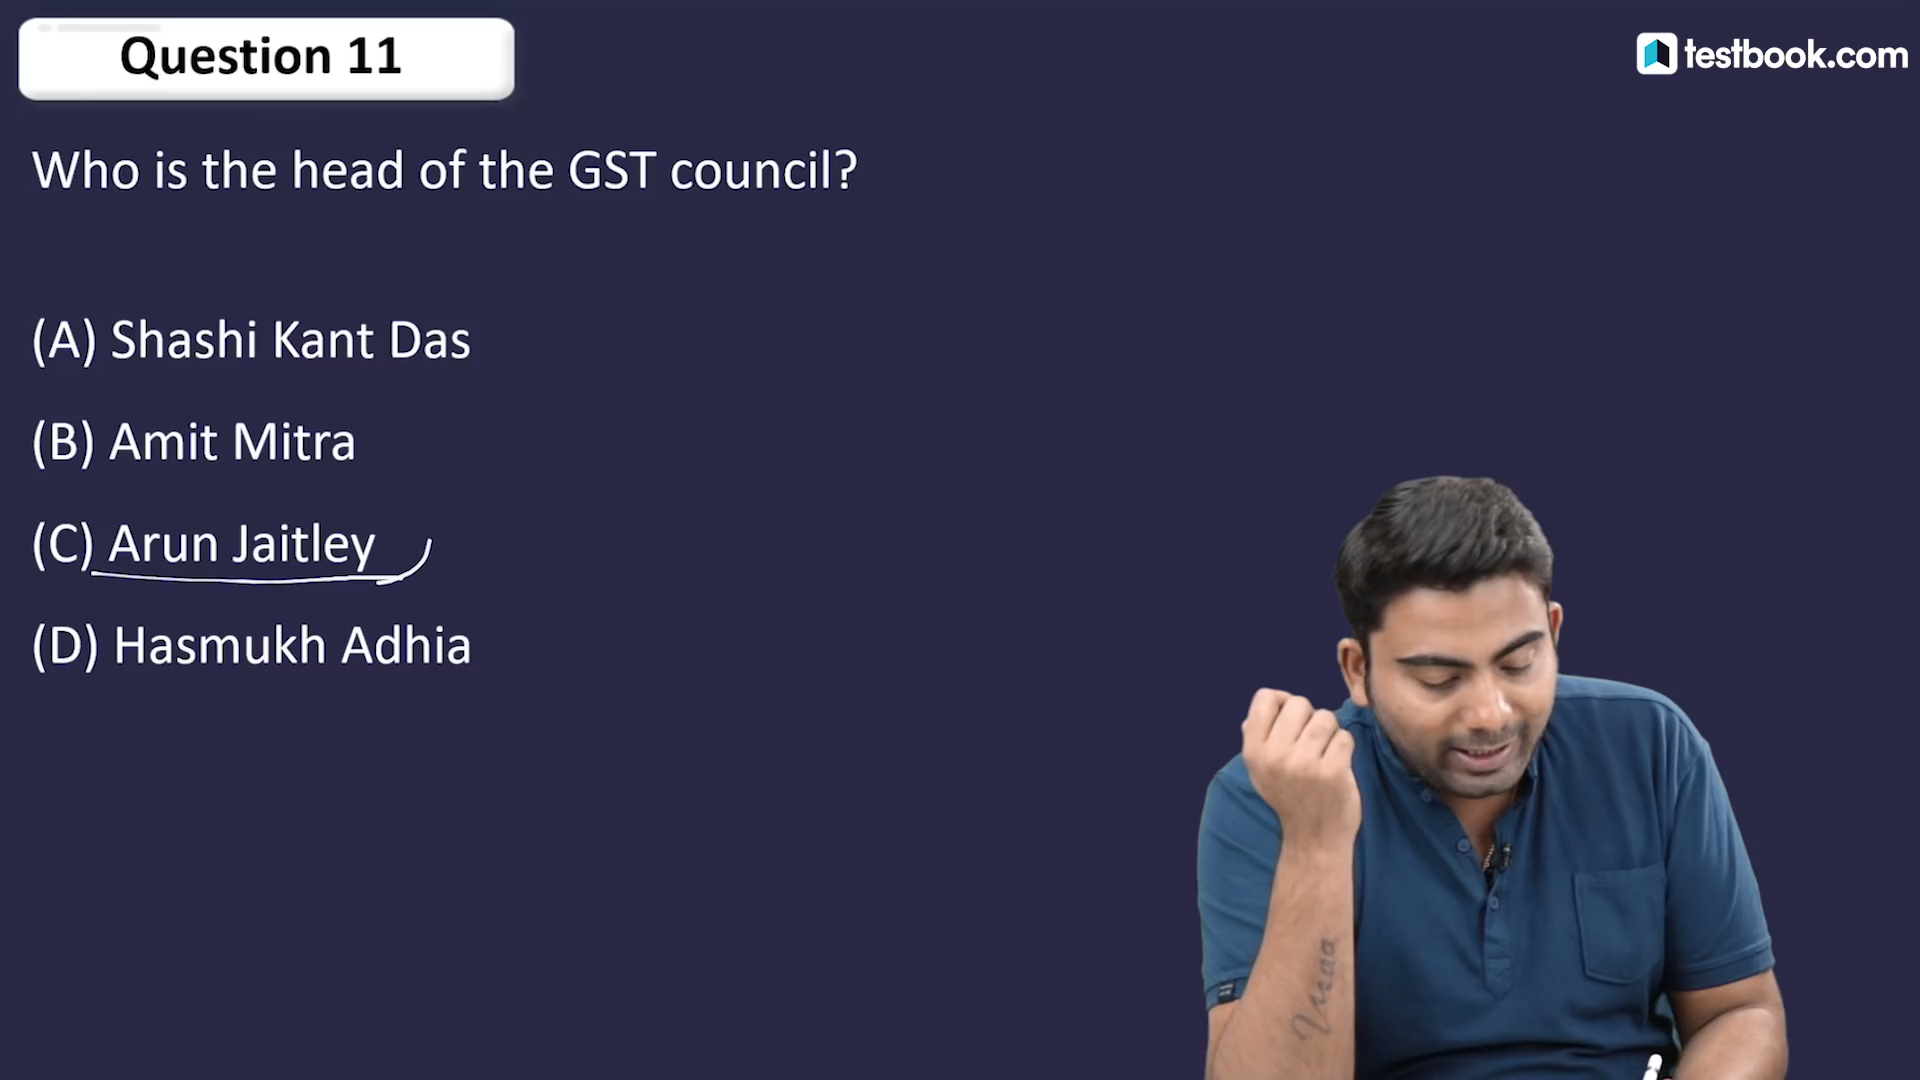 Question 11
testbook.com
Who is the head of the GST council?
(A) Shashi Kant Das
(B) Amit Mitra
(C) Arun Jaitley
(D) Hasmukh Adhia